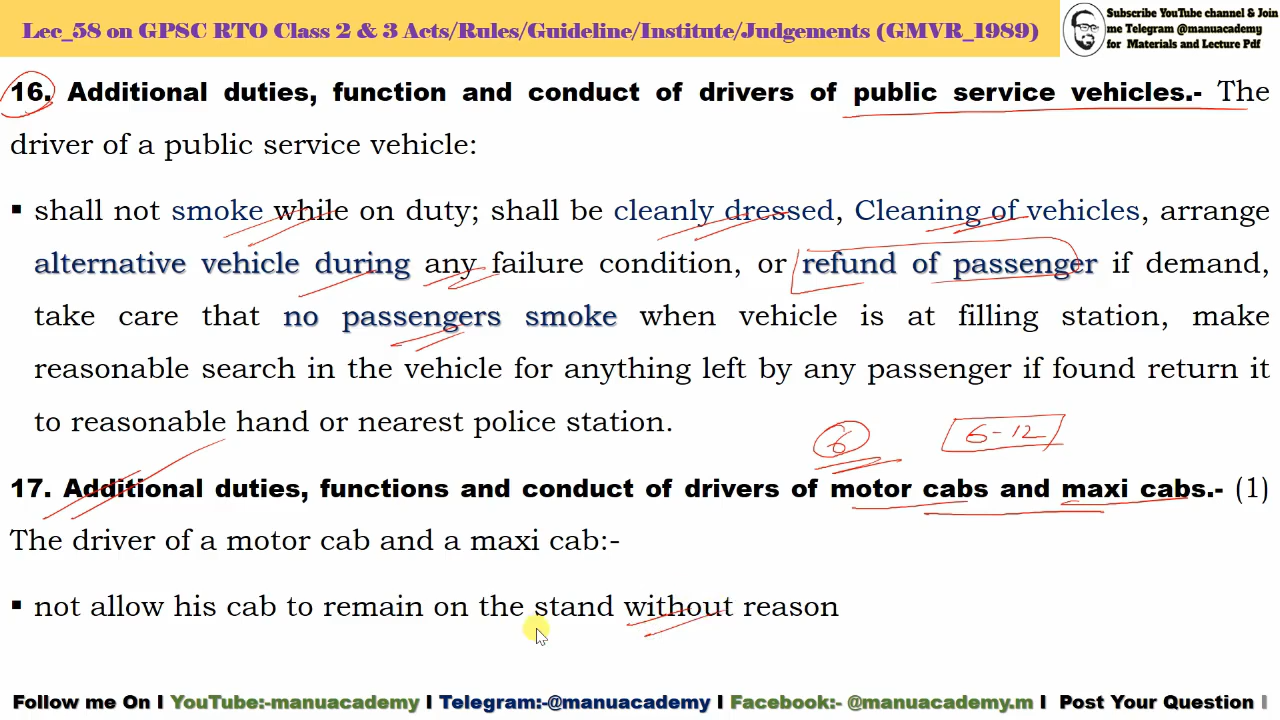 Lec_58 on GPSC RTO Class 2 & 3 Acts/Rules/Guideline/Institute/Judgements (GMVR_1989)
Subscribe YouTube channel & Join
me Telegram @manuacademy
for Materials and Lecture Pdf
16. Additional duties, function and conduct of drivers of public service vehicles.- The
driver of a public service vehicle:
▪ shall not smoke while on duty; shall be cleanly dressed, Cleaning of vehicles, arrange
alternative vehicle during any failure condition, or refund of passenger if demand,
take care that no passengers smoke when vehicle is at filling station, make
reasonable search in the vehicle for anything left by any passenger if found return it
to reasonable hand or nearest police station.
6 6-12
17. Additional duties, functions and conduct of drivers of motor cabs and maxi cabs.- (1)
The driver of a motor cab and a maxi cab:-
▪ not allow his cab to remain on the stand without reason
Follow me On I YouTube:-manuacademy I Telegram:-@manuacademy I Facebook:- @manuacademy.m I Post Your Question I